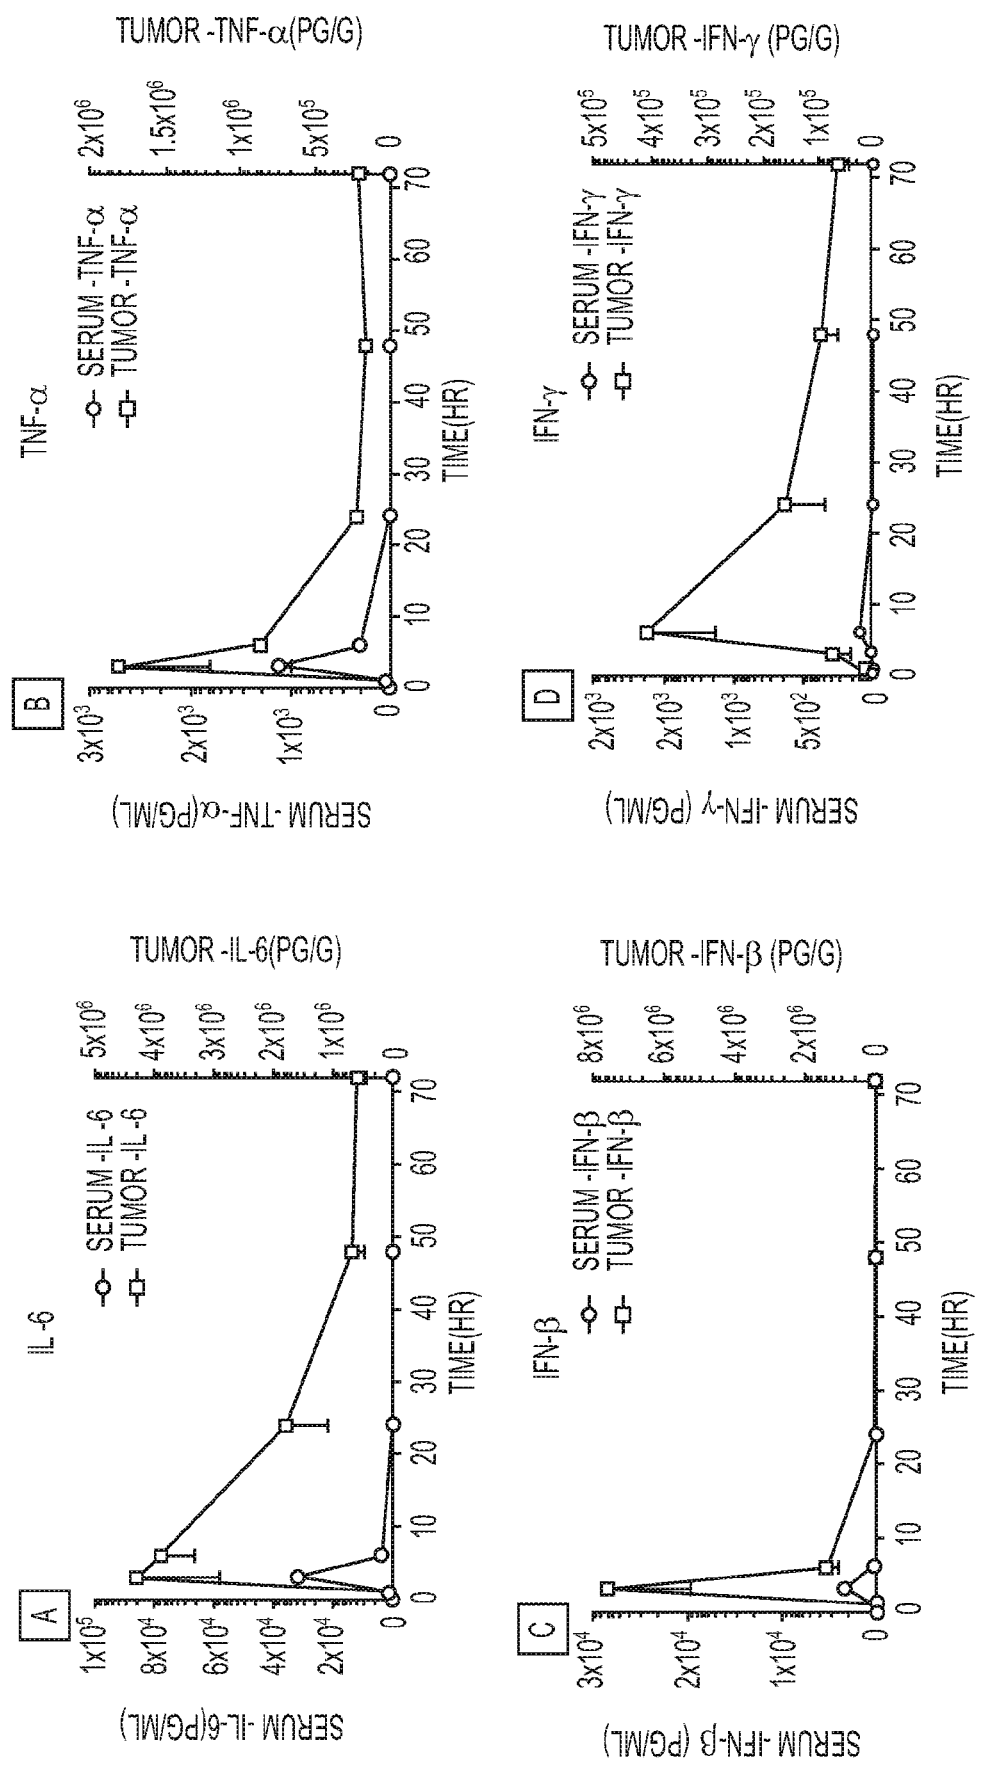 A
IL-6
SERUM -IL-6(PG/ML)
1x10⁵
8x10⁴
6x10⁴
4x10⁴
2x10⁴
0
SERUM -IL-6
TUMOR -IL-6
5x10⁶
4x10⁶
3x10⁶
2x10⁶
1x10⁶
0
TUMOR -IL-6(PG/G)
0 10 20 30 40 50 60 70
TIME(HR)
B
TNF-α
SERUM -TNF-α(PG/ML)
3x10³
2x10³
1x10³
0
SERUM -TNF-α
TUMOR -TNF-α
2x10⁶
1.5x10⁶
1x10⁶
5x10⁵
0
TUMOR -TNF-α(PG/G)
0 10 20 30 40 50 60 70
TIME(HR)
C
IFN-β
SERUM -IFN-β (PG/ML)
3x10⁴
2x10⁴
1x10⁴
0
SERUM -IFN-β
TUMOR -IFN-β
8x10⁶
6x10⁶
4x10⁶
2x10⁶
0
TUMOR -IFN-β (PG/G)
0 10 20 30 40 50 60 70
TIME(HR)
D
IFN-γ
SERUM -IFN-γ (PG/ML)
2x10³
2x10³
1x10³
5x10²
0
SERUM -IFN-γ
TUMOR -IFN-γ
5x10⁵
4x10⁵
3x10⁵
2x10⁵
1x10⁵
0
TUMOR -IFN-γ (PG/G)
0 10 20 30 40 50 60 70
TIME(HR)